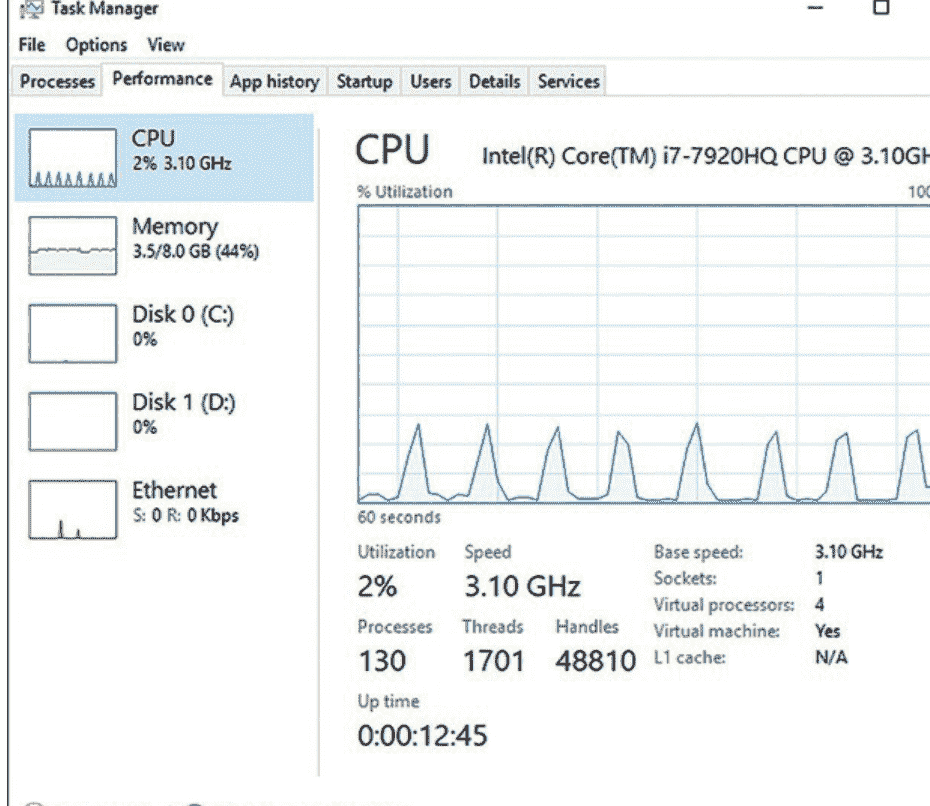 Task Manager
File Options View
Processes Performance App history Startup Users Details Services
CPU
2% 3.10 GHz
Memory
3.5/8.0 GB (44%)
Disk 0 (C:)
0%
Disk 1 (D:)
0%
Ethernet
S: 0 R: 0 Kbps
CPU Intel(R) Core(TM) i7-7920HQ CPU @ 3.10GH
% Utilization 100
60 seconds
Utilization Speed
2% 3.10 GHz
Processes Threads Handles
130 1701 48810
Up time
0:00:12:45
Base speed: 3.10 GHz
Sockets: 1
Virtual processors: 4
Virtual machine: Yes
L1 cache: N/A